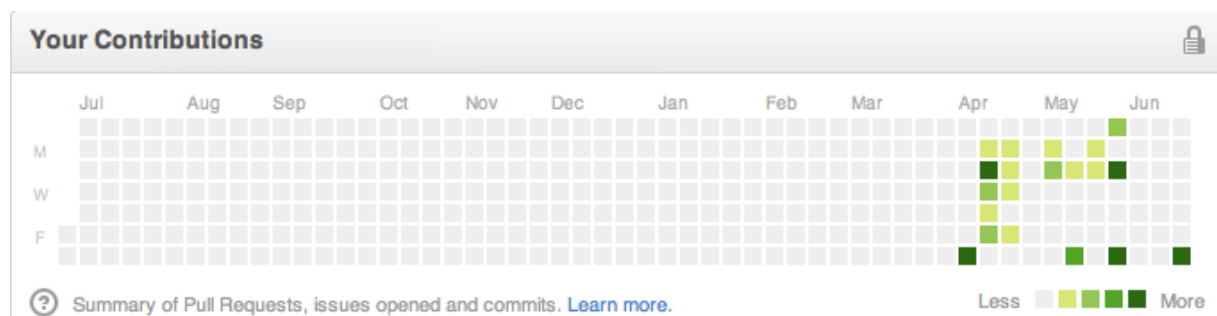 Your Contributions
Jul Aug Sep Oct Nov Dec Jan Feb Mar Apr May Jun
M
W
F
? Summary of Pull Requests, issues opened and commits. Learn more. Less More